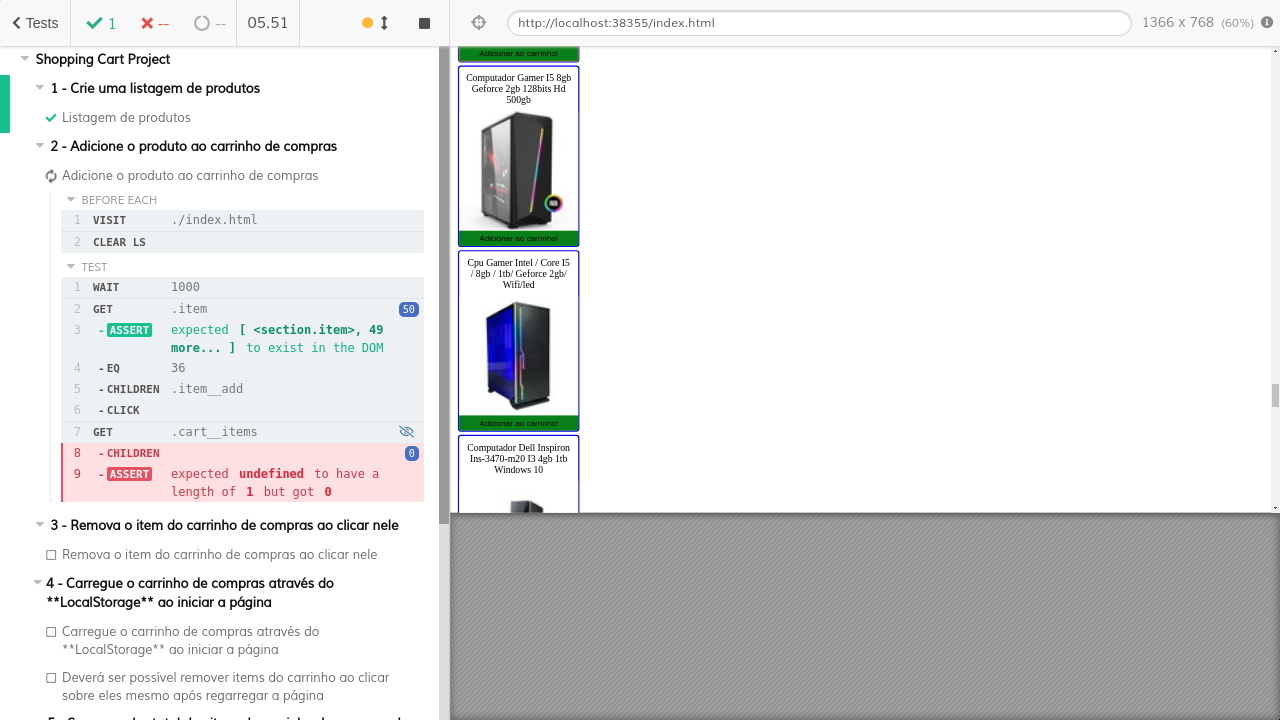 Tests
1
--
--
05.51
http://localhost:38355/index.html
1366 x 768 (60%)
Shopping Cart Project
1 - Crie uma listagem de produtos
Listagem de produtos
2 - Adicione o produto ao carrinho de compras
Adicione o produto ao carrinho de compras
BEFORE EACH
1 VISIT ./index.html
2 CLEAR LS
TEST
1 WAIT 1000
2 GET .item 50
3 - ASSERT expected [ <section.item>, 49
more... ] to exist in the DOM
4 - EQ 36
5 - CHILDREN .item__add
6 - CLICK
7 GET .cart__items
8 - CHILDREN 0
9 - ASSERT expected undefined to have a
length of 1 but got 0
3 - Remova o item do carrinho de compras ao clicar nele
Remova o item do carrinho de compras ao clicar nele
4 - Carregue o carrinho de compras através do
**LocalStorage** ao iniciar a página
Carregue o carrinho de compras através do
**LocalStorage** ao iniciar a página
Deverá ser possível remover items do carrinho ao clicar
sobre eles mesmo após regarregar a página
Adicionar ao carrinho!
Computador Gamer I5 8gb
Geforce 2gb 128bits Hd
500gb
RGB
Adicionar ao carrinho!
Cpu Gamer Intel / Core I5
/ 8gb / 1tb/ Geforce 2gb/
Wifi/led
Adicionar ao carrinho!
Computador Dell Inspiron
Ins-3470-m20 I3 4gb 1tb
Windows 10